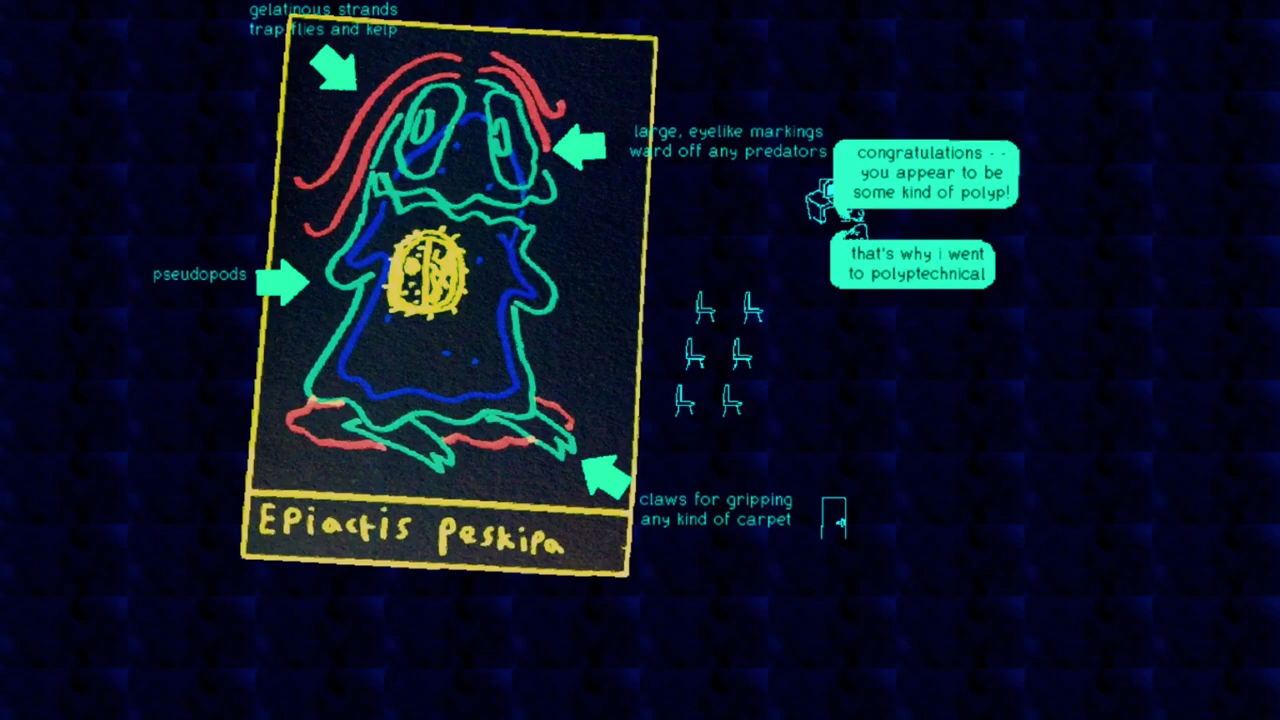 gelatinous strands
trap flies and kelp
large, eyelike markings
ward off any predators
congratulations - -
you appear to be
some kind of polyp!
that's why i went
to polyptechnical
pseudopods
claws for gripping
any kind of carpet
Epiactis peskipa